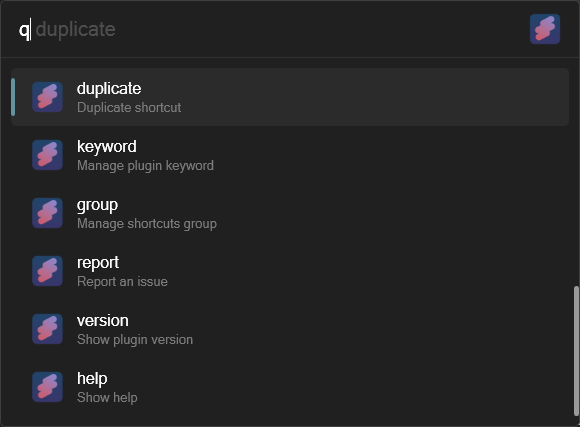 q duplicate
duplicate
Duplicate shortcut
keyword
Manage plugin keyword
group
Manage shortcuts group
report
Report an issue
version
Show plugin version
help
Show help